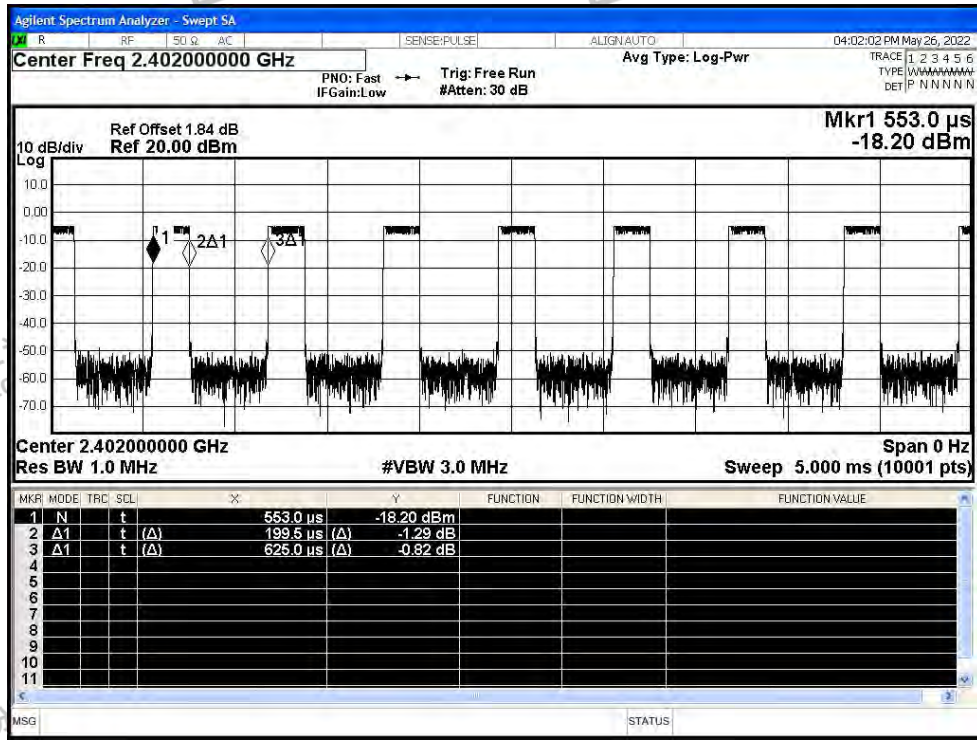 Agilent Spectrum Analyzer - Swept SA
LXI R RF 50 Ω AC SENSE:PULSE ALIGN AUTO 04:02:02 PM May 26, 2022
Center Freq 2.402000000 GHz
PNO: Fast
IFGain:Low
Trig: Free Run
#Atten: 30 dB
Avg Type: Log-Pwr
TRACE 1 2 3 4 5 6
TYPE
DET P N N N N N
Mkr1 553.0 µs
-18.20 dBm
Ref Offset 1.84 dB
10 dB/div Ref 20.00 dBm
Log
10.0
0.00
-10.0
-20.0
-30.0
-40.0
-50.0
-60.0
-70.0
1 2Δ1 3Δ1
Center 2.402000000 GHz Span 0 Hz
Res BW 1.0 MHz #VBW 3.0 MHz Sweep 5.000 ms (10001 pts)
MKR MODE TRC SCL X Y FUNCTION FUNCTION WIDTH FUNCTION VALUE
1 N t 553.0 µs -18.20 dBm
2 Δ1 t (Δ) 199.5 µs (Δ) -1.29 dB
3 Δ1 t (Δ) 625.0 µs (Δ) -0.82 dB
4
5
6
7
8
9
10
11
MSG STATUS